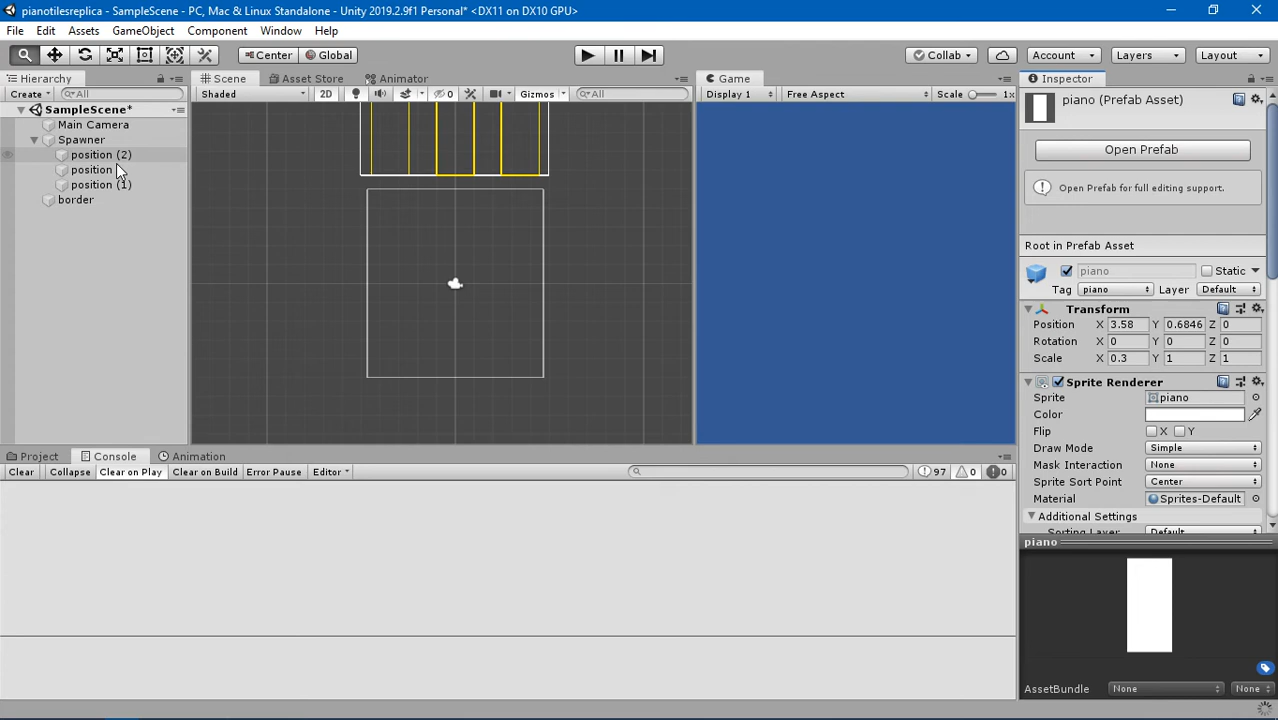 pianotilesreplica - SampleScene - PC, Mac & Linux Standalone - Unity 2019.2.9f1 Personal* <DX11 on DX10 GPU>
File Edit Assets GameObject Component Window Help
Center Global Collab Account Layers Layout
Hierarchy Scene Asset Store Animator Game Inspector
Create All Shaded 2D 0 Gizmos All Display 1 Free Aspect Scale 1x
piano (Prefab Asset)
SampleScene*
Main Camera
Spawner
position (2)
position
position (1)
border
Open Prefab
Open Prefab for full editing support.
Root in Prefab Asset
piano Static
Tag piano Layer Default
Transform
Position X 3.58 Y 0.6846 Z 0
Rotation X 0 Y 0 Z 0
Scale X 0.3 Y 1 Z 1
Sprite Renderer
Sprite piano
Color
Flip X Y
Draw Mode Simple
Mask Interaction None
Sprite Sort Point Center
Material Sprites-Default
Additional Settings
Sorting Layer Default
Project Console Animation
Clear Collapse Clear on Play Clear on Build Error Pause Editor 97 0 0
piano
AssetBundle None None